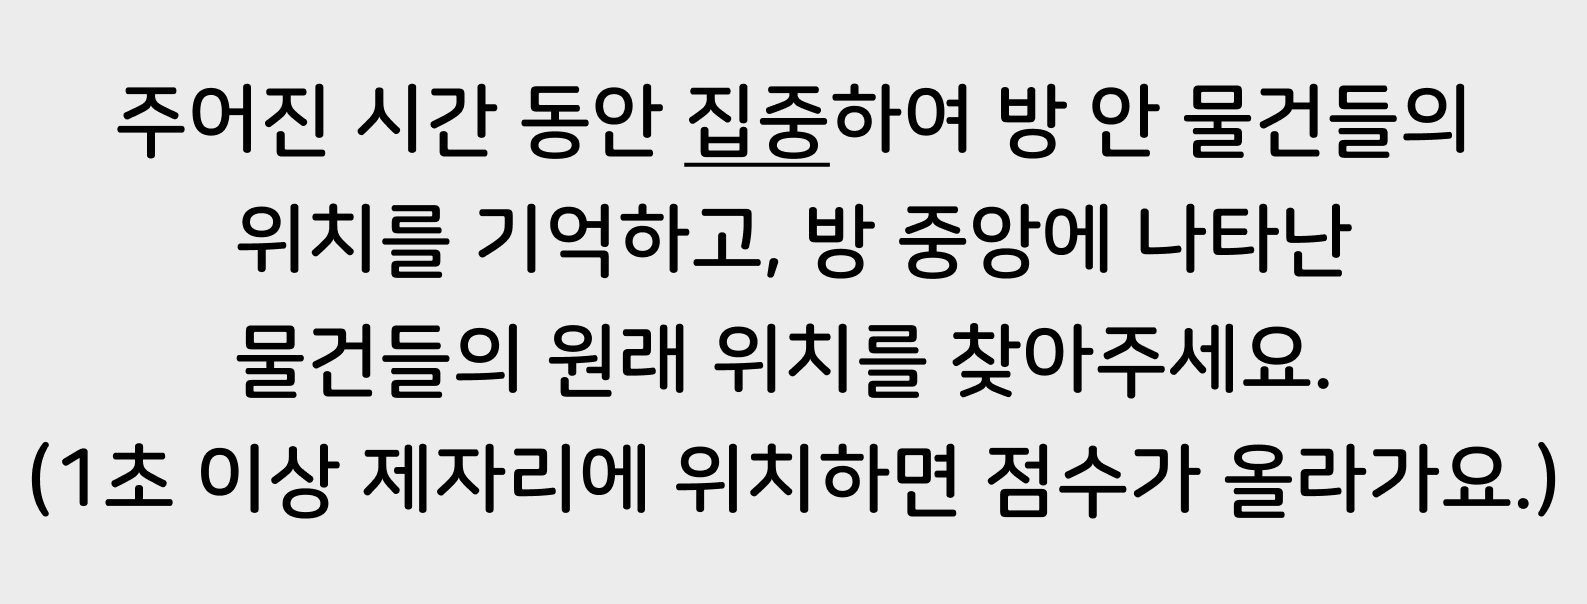 주어진 시간 동안 집중하여 방 안 물건들의
위치를 기억하고, 방 중앙에 나타난
물건들의 원래 위치를 찾아주세요.
(1초 이상 제자리에 위치하면 점수가 올라가요.)